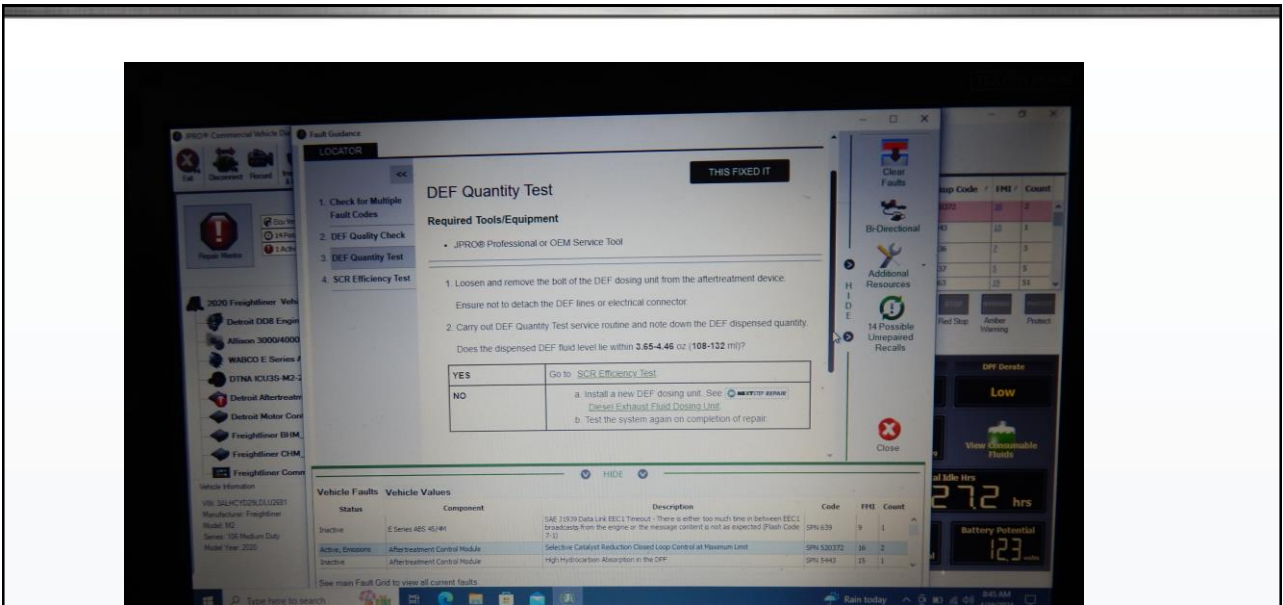 JPRO® Commercial Vehicle
Fault Guidance
LOCATOR
<<
THIS FIXED IT
Exit
Disconnect
Record
Clear
Faults
DEF Quantity Test
1. Check for Multiple
Fault Codes
2. DEF Quality Check
3. DEF Quantity Test
4. SCR Efficiency Test
Required Tools/Equipment
• JPRO® Professional or OEM Service Tool
1. Loosen and remove the bolt of the DEF dosing unit from the aftertreatment device.
Ensure not to detach the DEF lines or electrical connector.
2. Carry out DEF Quantity Test service routine and note down the DEF dispensed quantity.
Does the dispensed DEF fluid level lie within 3.65-4.46 oz (108-132 ml)?
YES
Go to SCR Efficiency Test.
NO
a. Install a new DEF dosing unit. See NEXTSTEP REPAIR
Diesel Exhaust Fluid Dosing Unit.
b. Test the system again on completion of repair.
Bi-Directional
Additional
Resources
HIDE
14 Possible
Unrepaired
Recalls
Close
Code FMI Count
Red Stop
Amber
Warning
Protect
DPF Derate
Low
View Consumable
Fluids
Idle Hrs
hrs
Battery Potential
12.3
volts
Repair Mentor
2020 Freightliner
Detroit DD8 Engin
Allison 3000/4000
WABCO E Series
DTNA ICU3S-M2-2
Detroit Aftertreatm
Detroit Motor Cont
Freightliner BHM_
Freightliner CHM_
Freightliner Comm
Vehicle Information
Manufacturer: Freightliner
Model: M2
Series: 106 Medium Duty
Model Year: 2020
HIDE
Vehicle Faults Vehicle Values
Status Component Description Code FMI Count
Inactive E Series ABS 4S/4M SAE J1939 Data Link EEC1 Timeout - There is either too much time in between EEC1
broadcasts from the engine or the message content is not as expected (Flash Code
7-1) SPN 639 9 1
Active, Emissions Aftertreatment Control Module Selective Catalyst Reduction Closed Loop Control at Maximum Limit SPN 520372 16 2
Inactive Aftertreatment Control Module High Hydrocarbon Absorption in the DPF SPN 5443 15 1
See main Fault Grid to view all current faults
Type here to search
Rain today
8:45 AM